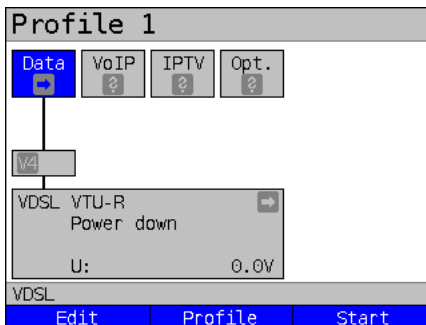 Profile 1
Data VoIP IPTV Opt.
? ? ?
V4
VDSL VTU-R
Power down
U: 0.0V
VDSL
Edit Profile Start